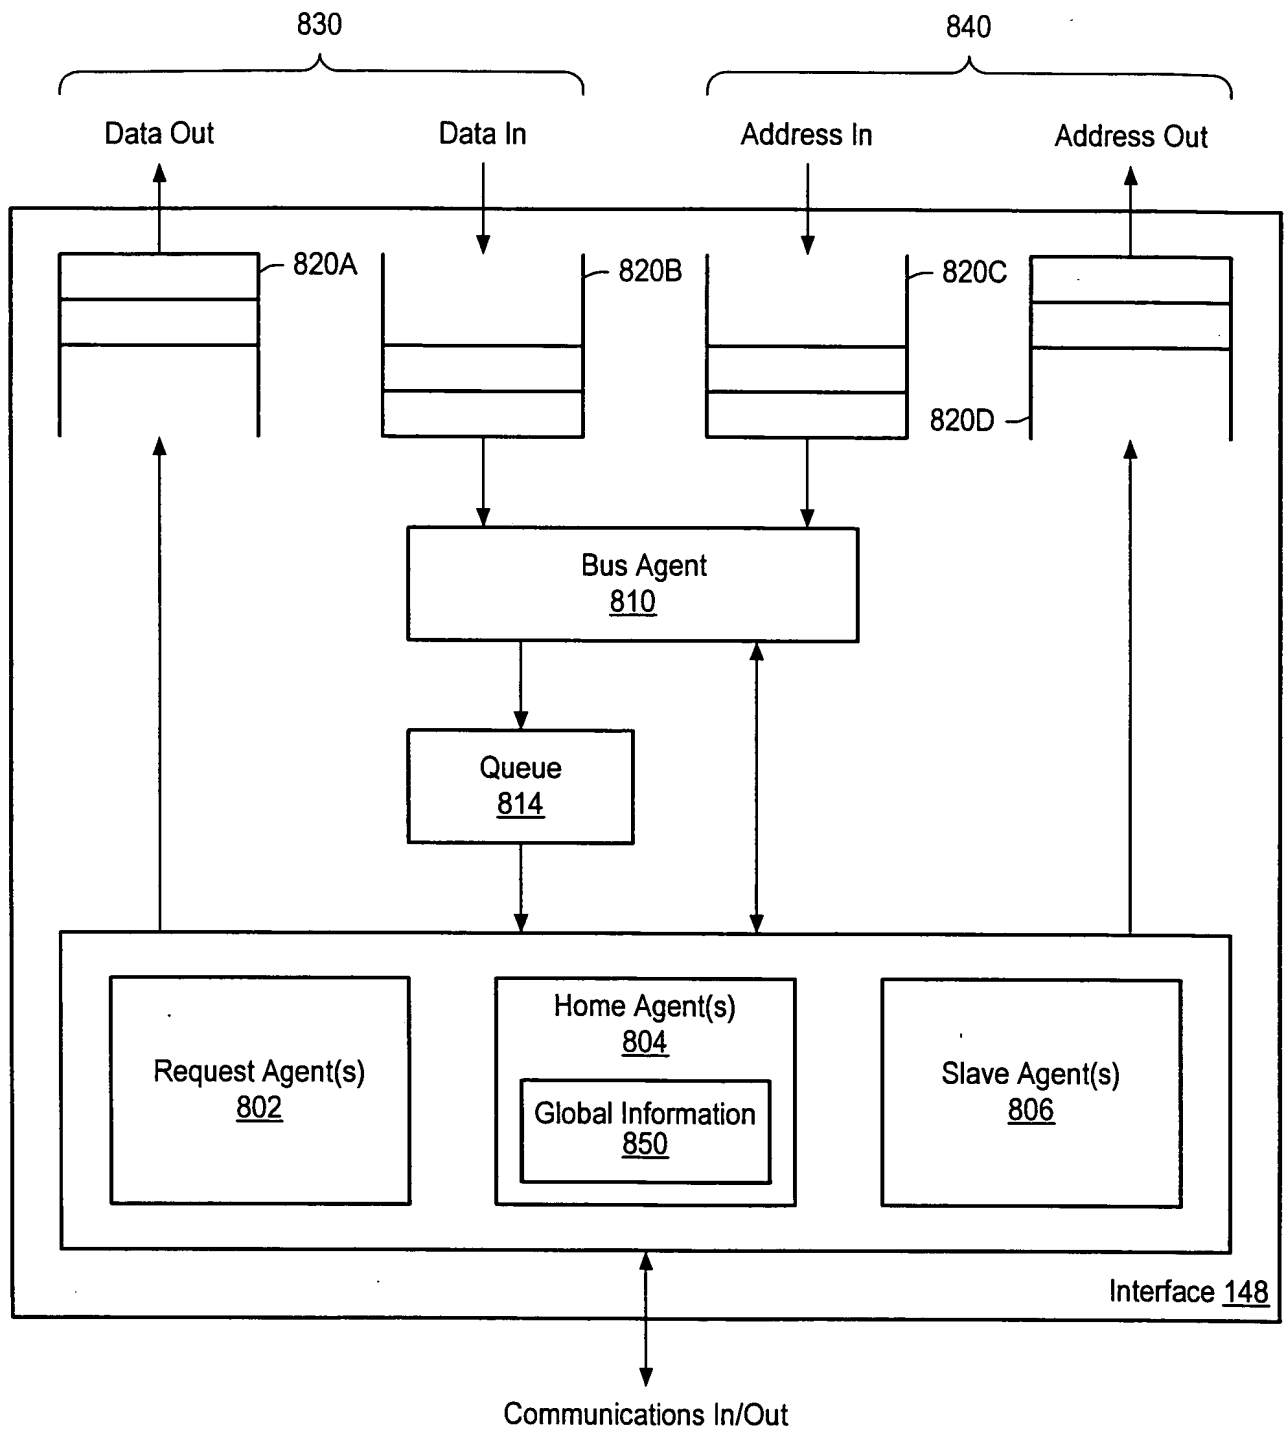 830
840
Data Out
Data In
Address In
Address Out
820A
820B
820C
820D
Bus Agent
810
Queue
814
Request Agent(s)
802
Home Agent(s)
804
Global Information
850
Slave Agent(s)
806
Interface 148
Communications In/Out